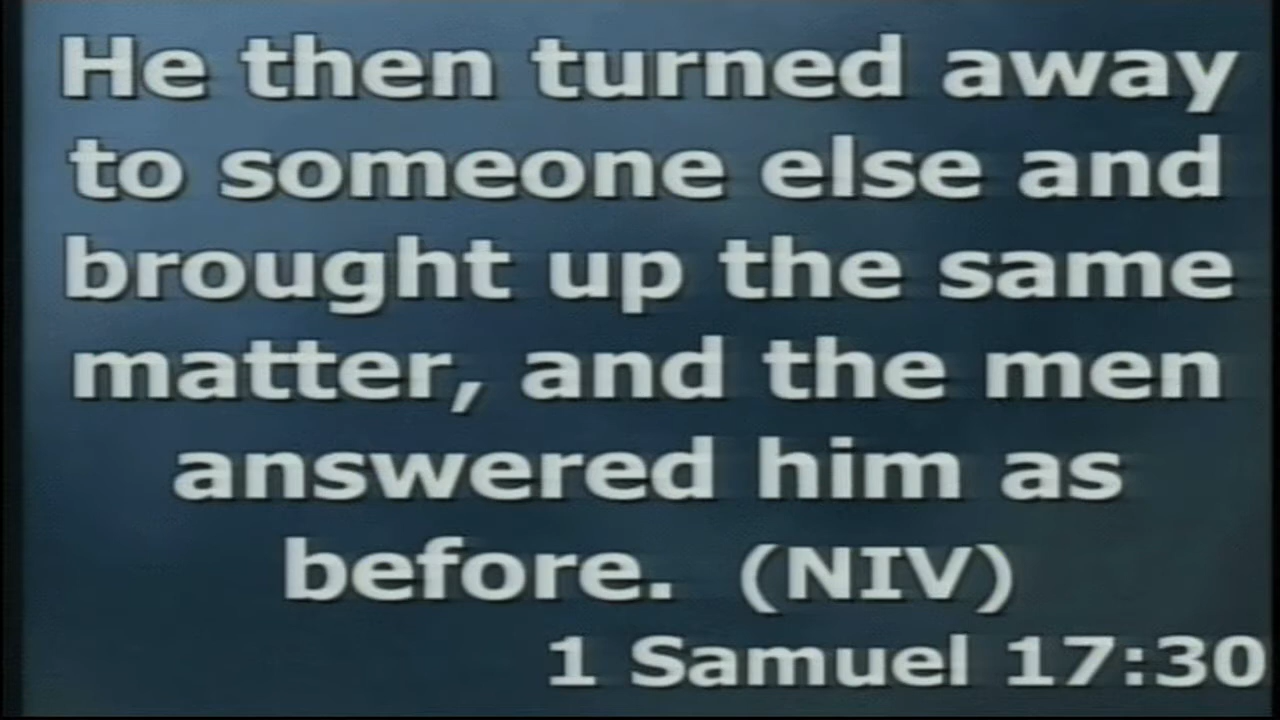 He then turned away
to someone else and
brought up the same
matter, and the men
answered him as
before. (NIV)
1 Samuel 17:30